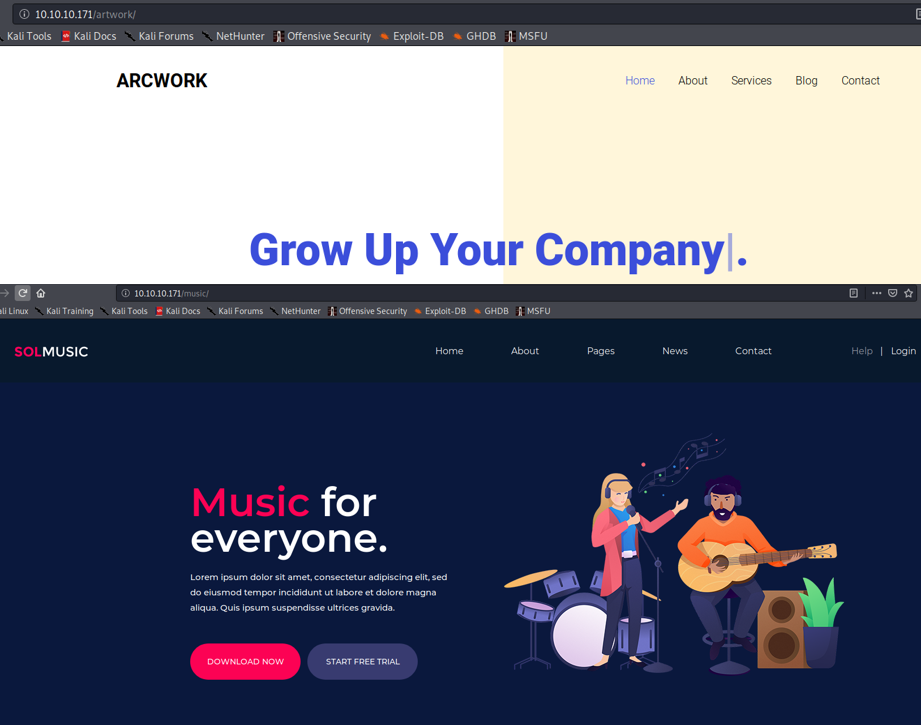 10.10.10.171/artwork/
Kali Tools Kali Docs Kali Forums NetHunter Offensive Security Exploit-DB GHDB MSFU
ARCWORK
Home About Services Blog Contact
Grow Up Your Company|.
10.10.10.171/music/
ali Linux Kali Training Kali Tools Kali Docs Kali Forums NetHunter Offensive Security Exploit-DB GHDB MSFU
SOLMUSIC
Home About Pages News Contact Help | Login
Music for
everyone.
Lorem ipsum dolor sit amet, consectetur adipiscing elit, sed
do eiusmod tempor incididunt ut labore et dolore magna
aliqua. Quis ipsum suspendisse ultrices gravida.
DOWNLOAD NOW START FREE TRIAL